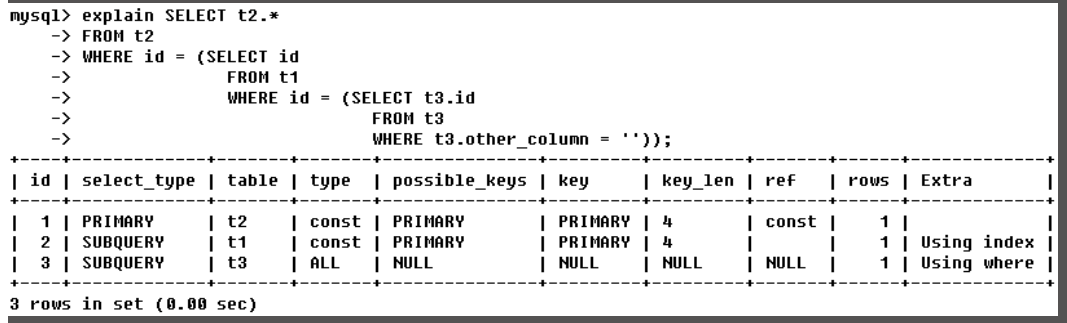 mysql> explain SELECT t2.*
    -> FROM t2
    -> WHERE id = (SELECT id
    ->             FROM t1
    ->             WHERE id = (SELECT t3.id
    ->                         FROM t3
    ->                         WHERE t3.other_column = ''));
+----+-------------+-------+-------+---------------+---------+---------+-------+------+-------------+
| id | select_type | table | type  | possible_keys | key     | key_len | ref   | rows | Extra       |
+----+-------------+-------+-------+---------------+---------+---------+-------+------+-------------+
|  1 | PRIMARY     | t2    | const | PRIMARY       | PRIMARY | 4       | const |    1 |             |
|  2 | SUBQUERY    | t1    | const | PRIMARY       | PRIMARY | 4       |       |    1 | Using index |
|  3 | SUBQUERY    | t3    | ALL   | NULL          | NULL    | NULL    | NULL  |    1 | Using where |
+----+-------------+-------+-------+---------------+---------+---------+-------+------+-------------+
3 rows in set (0.00 sec)